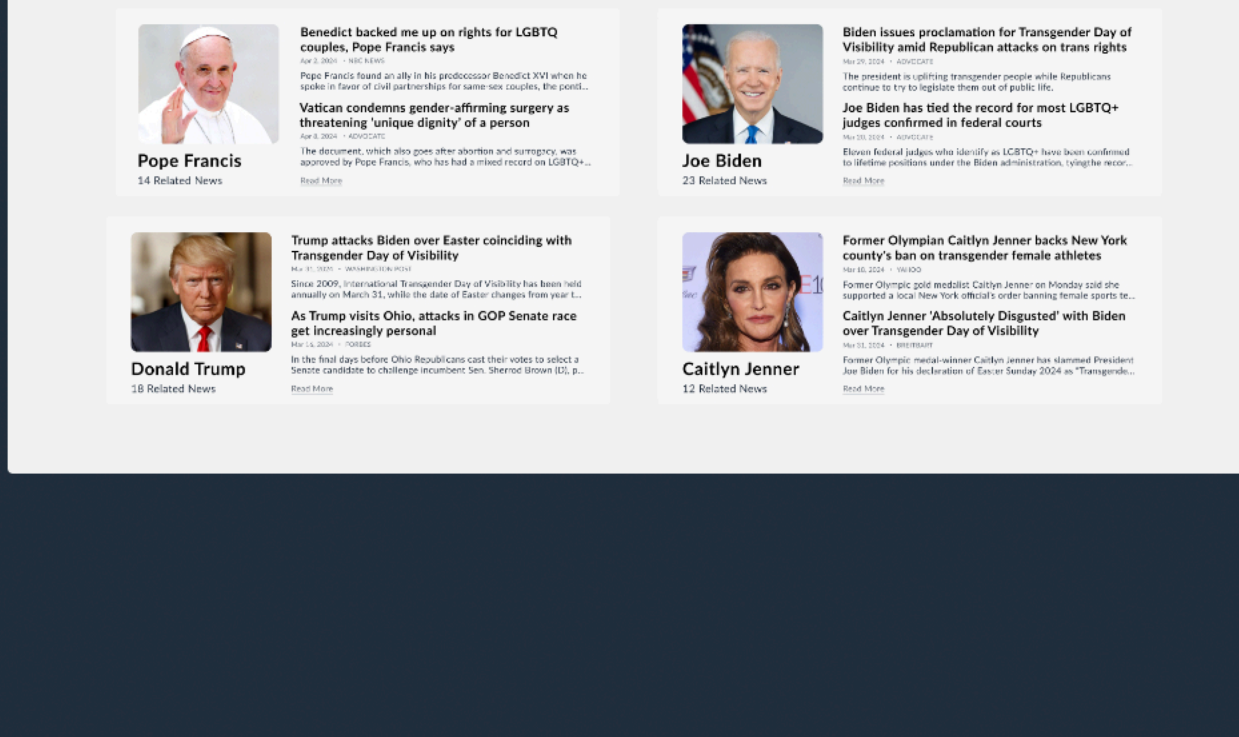 Benedict backed me up on rights for LGBTQ
couples, Pope Francis says
Apr 2, 2024 • NBC NEWS
Pope Francis found an ally in his predecessor Benedict XVI when he
spoke in favor of civil partnerships for same-sex couples, the ponti...
Vatican condemns gender-affirming surgery as
threatening 'unique dignity' of a person
Apr 8, 2024 • ADVOCATE
The document, which also goes after abortion and surrogacy, was
approved by Pope Francis, who has had a mixed record on LGBTQ+...
Pope Francis
14 Related News
Read More
Biden issues proclamation for Transgender Day of
Visibility amid Republican attacks on trans rights
Mar 29, 2024 • ADVOCATE
The president is uplifting transgender people while Republicans
continue to try to legislate them out of public life.
Joe Biden has tied the record for most LGBTQ+
judges confirmed in federal courts
Mar 20, 2024 • ADVOCATE
Eleven federal judges who identify as LGBTQ+ have been confirmed
to lifetime positions under the Biden administration, tyingthe recor...
Joe Biden
23 Related News
Read More
Trump attacks Biden over Easter coinciding with
Transgender Day of Visibility
Mar 31, 2024 • WASHINGTON POST
Since 2009, International Transgender Day of Visibility has been held
annually on March 31, while the date of Easter changes from year t...
As Trump visits Ohio, attacks in GOP Senate race
get increasingly personal
Mar 16, 2024 • FORBES
In the final days before Ohio Republicans cast their votes to select a
Senate candidate to challenge incumbent Sen. Sherrod Brown (D), p...
Donald Trump
18 Related News
Read More
Former Olympian Caitlyn Jenner backs New York
county's ban on transgender female athletes
Mar 18, 2024 • YAHOO
Former Olympic gold medalist Caitlyn Jenner on Monday said she
supported a local New York official's order banning female sports te...
Caitlyn Jenner 'Absolutely Disgusted' with Biden
over Transgender Day of Visibility
Mar 31, 2024 • BREITBART
Former Olympic medal-winner Caitlyn Jenner has slammed President
Joe Biden for his declaration of Easter Sunday 2024 as "Transgende...
Caitlyn Jenner
12 Related News
Read More